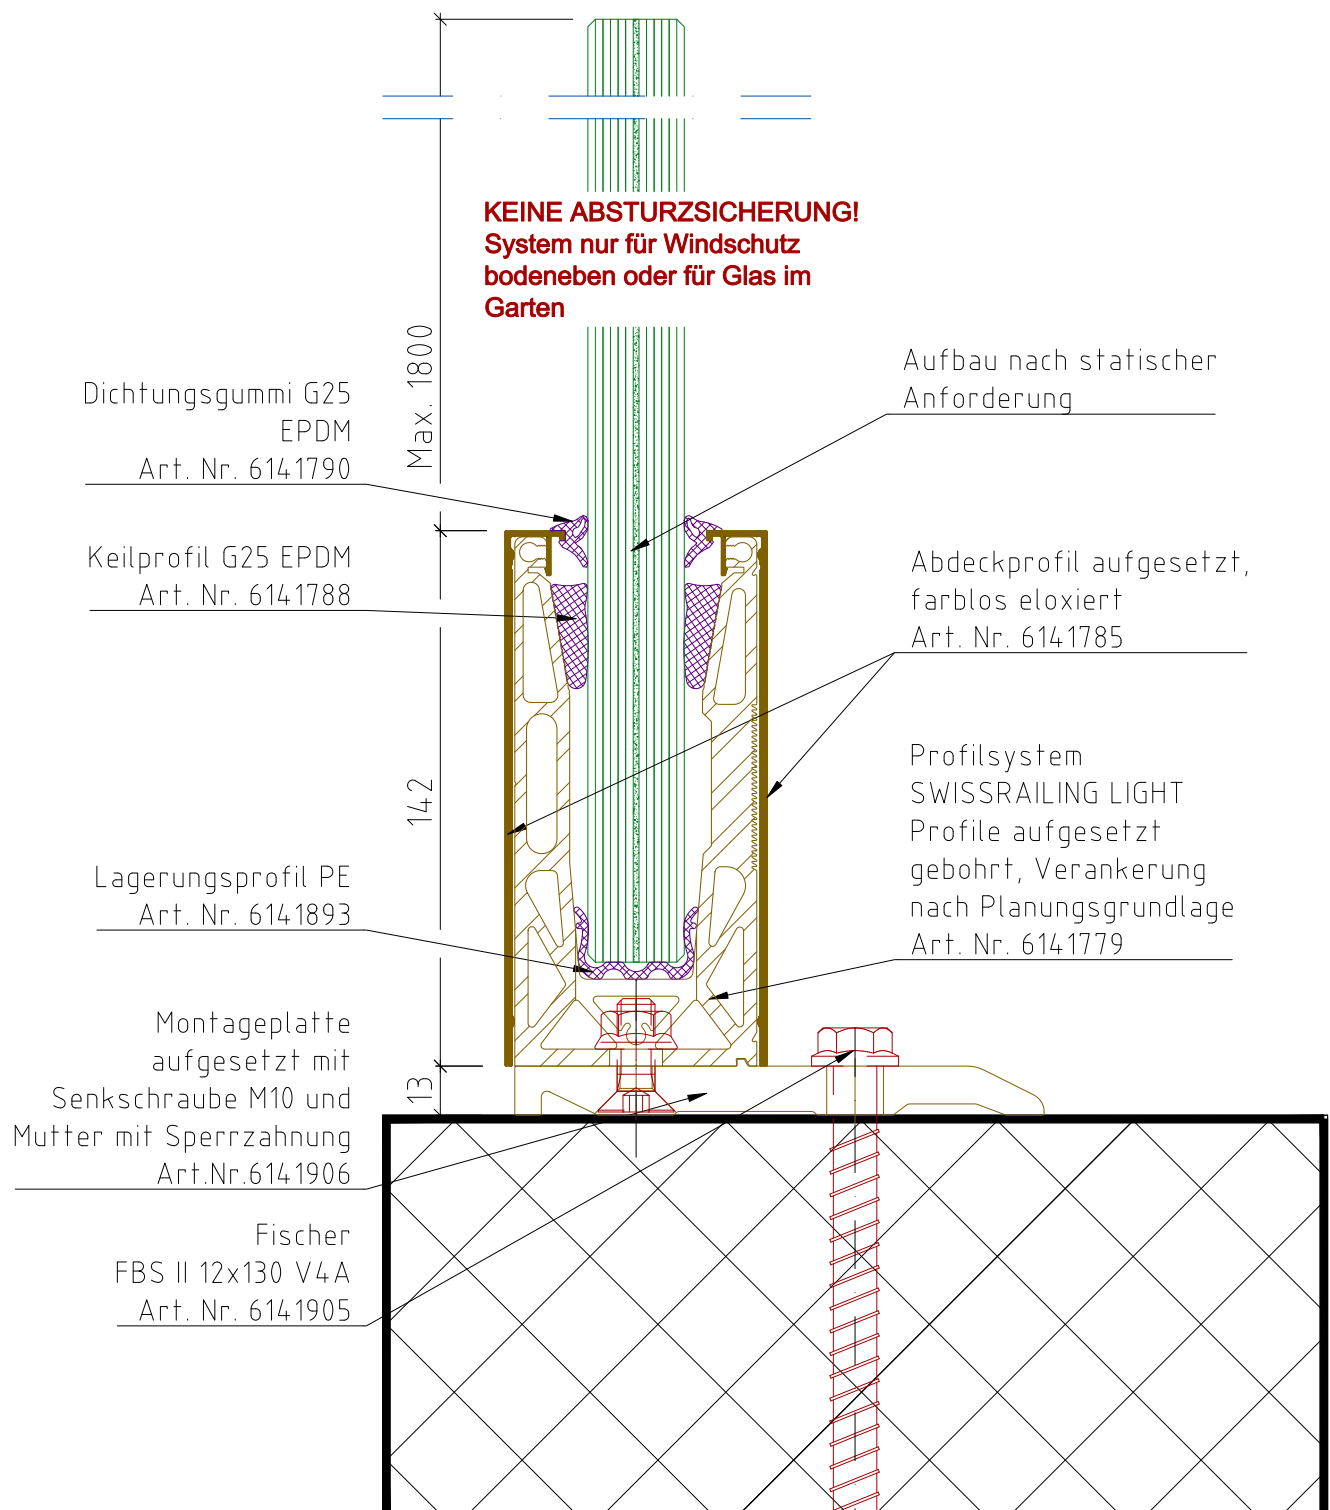 KEINE ABSTURZSICHERUNG!
System nur für Windschutz
bodeneben oder für Glas im
Garten
Max. 1800
Aufbau nach statischer
Anforderung
Dichtungsgummi G25
EPDM
Art. Nr. 6141790
Keilprofil G25 EPDM
Art. Nr. 6141788
Abdeckprofil aufgesetzt,
farblos eloxiert
Art. Nr. 6141785
142
Profilsystem
SWISSRAILING LIGHT
Profile aufgesetzt
gebohrt, Verankerung
nach Planungsgrundlage
Art. Nr. 6141779
Lagerungsprofil PE
Art. Nr. 6141893
13
Montageplatte
aufgesetzt mit
Senkschraube M10 und
Mutter mit Sperrzahnung
Art.Nr.6141906
Fischer
FBS II 12x130 V4A
Art. Nr. 6141905